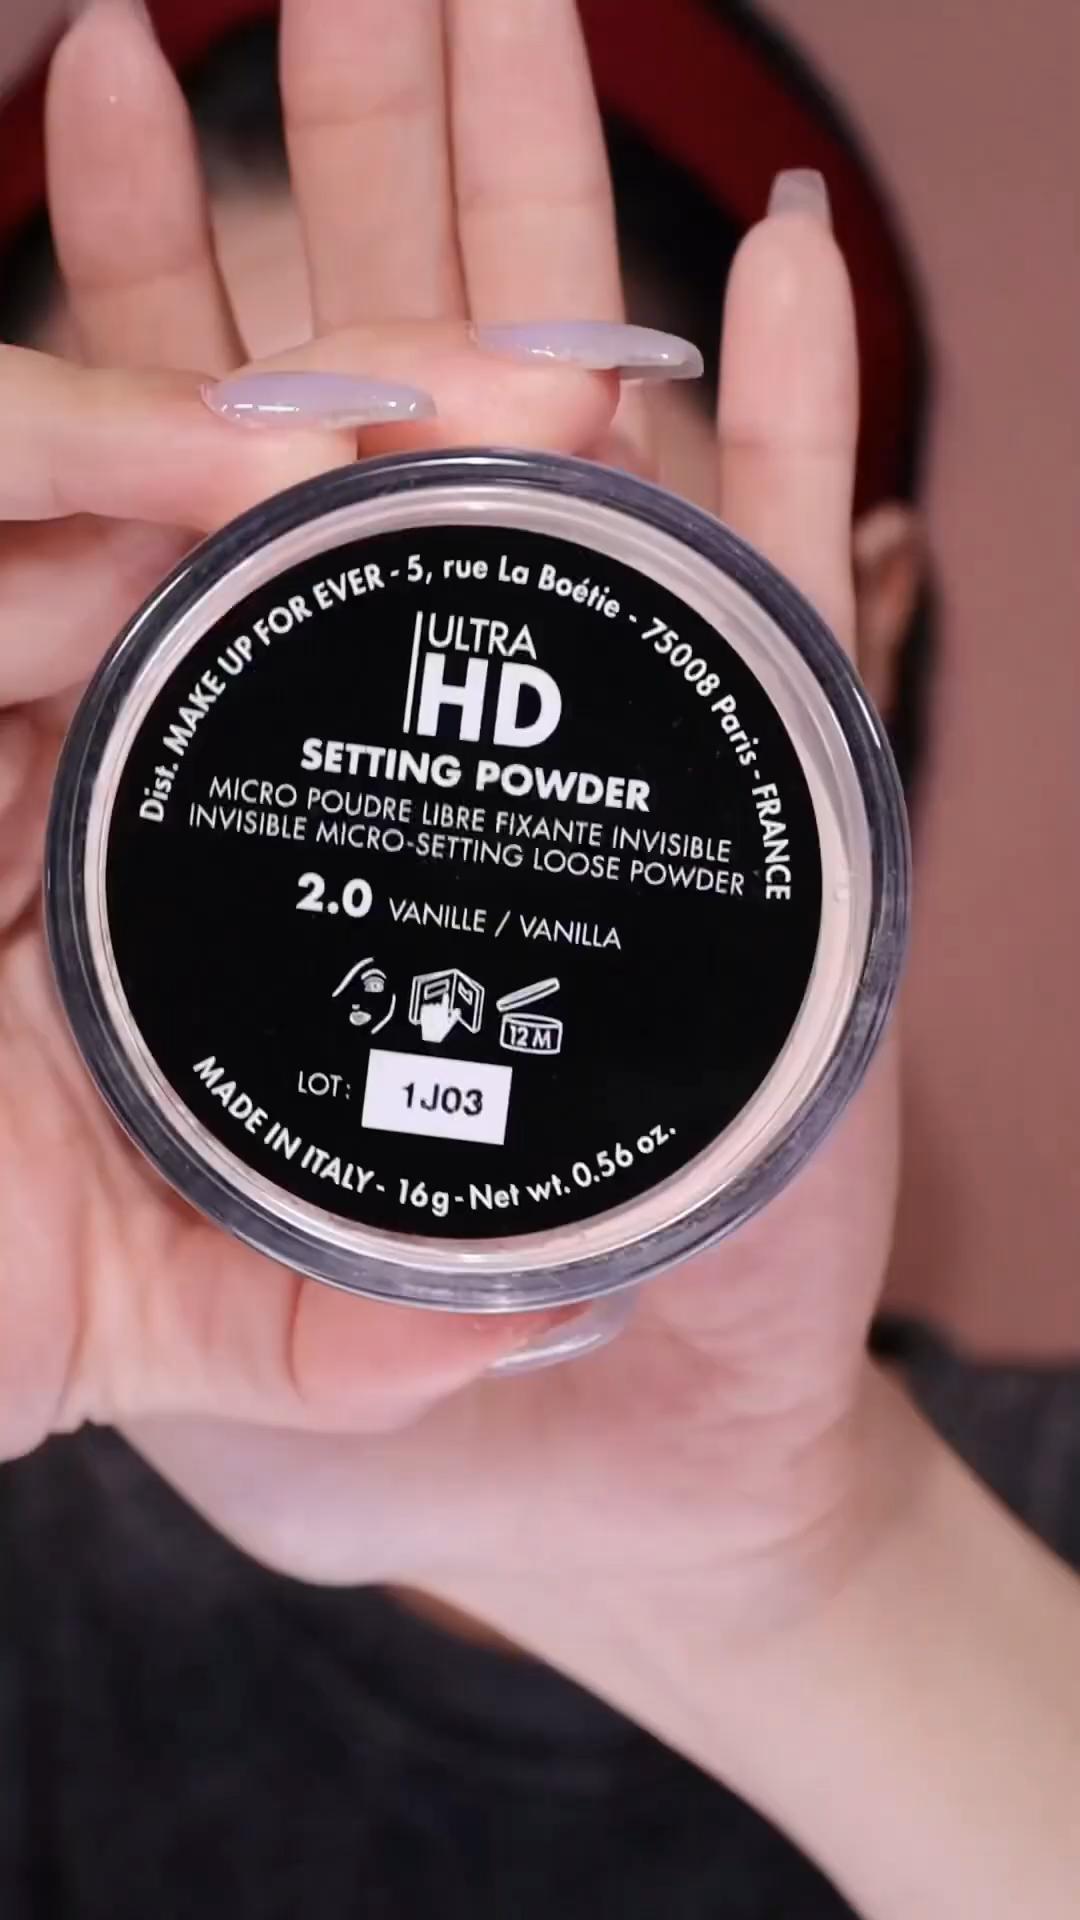 Dist. MAKE UP FOR EVER - 5, rue La Boétie - 75008 Paris - FRANCE
ULTRA
HD
SETTING POWDER
MICRO POUDRE LIBRE FIXANTE INVISIBLE
INVISIBLE MICRO-SETTING LOOSE POWDER
2.0 VANILLE / VANILLA
12 M
LOT: 1J03
MADE IN ITALY - 16g - Net wt. 0.56 oz.